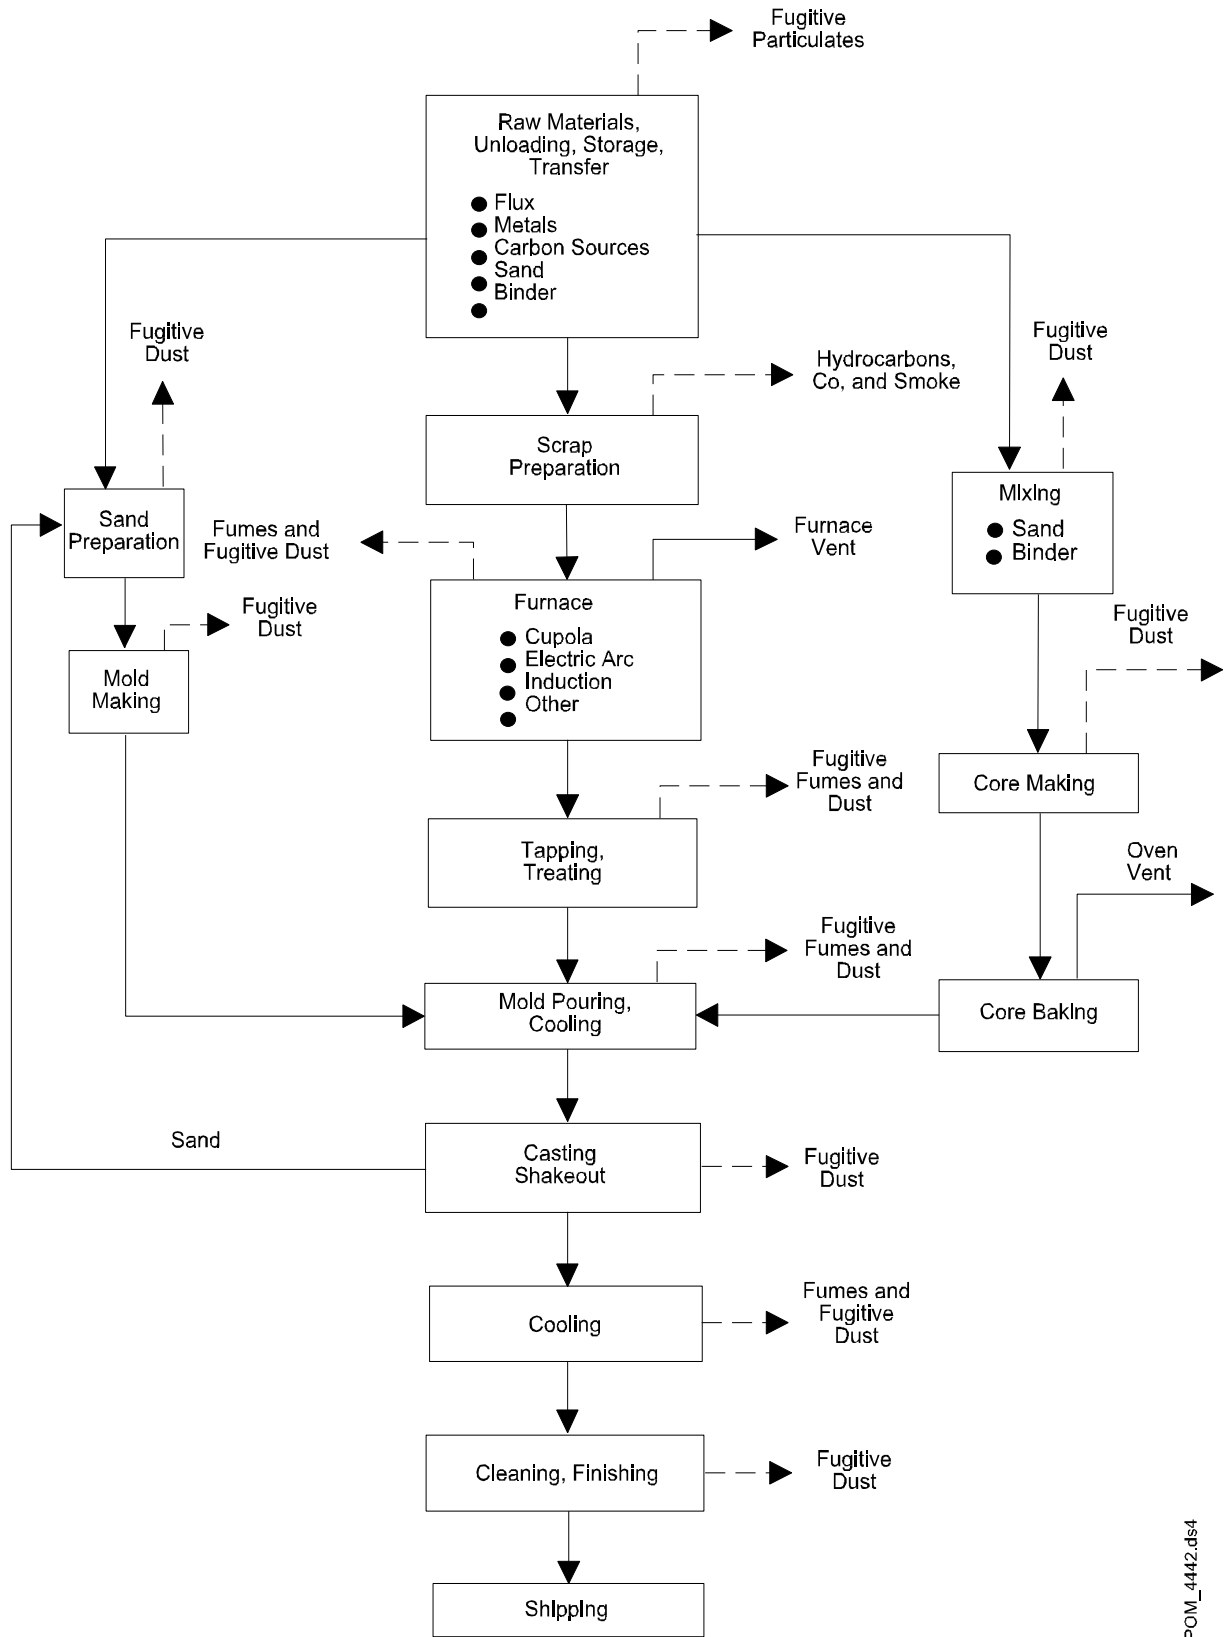 Fugitive
Particulates
Raw Materials,
Unloading, Storage,
Transfer
● Flux
● Metals
● Carbon Sources
● Sand
● Binder
●
Fugitive
Dust
Hydrocarbons,
Co, and Smoke
Fugitive
Dust
Scrap
Preparation
Sand
Preparation
Mixing
● Sand
● Binder
Fumes and
Fugitive Dust
Furnace
Vent
Furnace
● Cupola
● Electric Arc
● Induction
● Other
Fugitive
Dust
Fugitive
Dust
Mold
Making
Fugitive
Fumes and
Dust
Core Making
Tapping,
Treating
Oven
Vent
Fugitive
Fumes and
Dust
Mold Pouring,
Cooling
Core Baking
Sand
Casting
Shakeout
Fugitive
Dust
Cooling
Fumes and
Fugitive
Dust
Cleaning, Finishing
Fugitive
Dust
Shipping
POM_4442.ds4